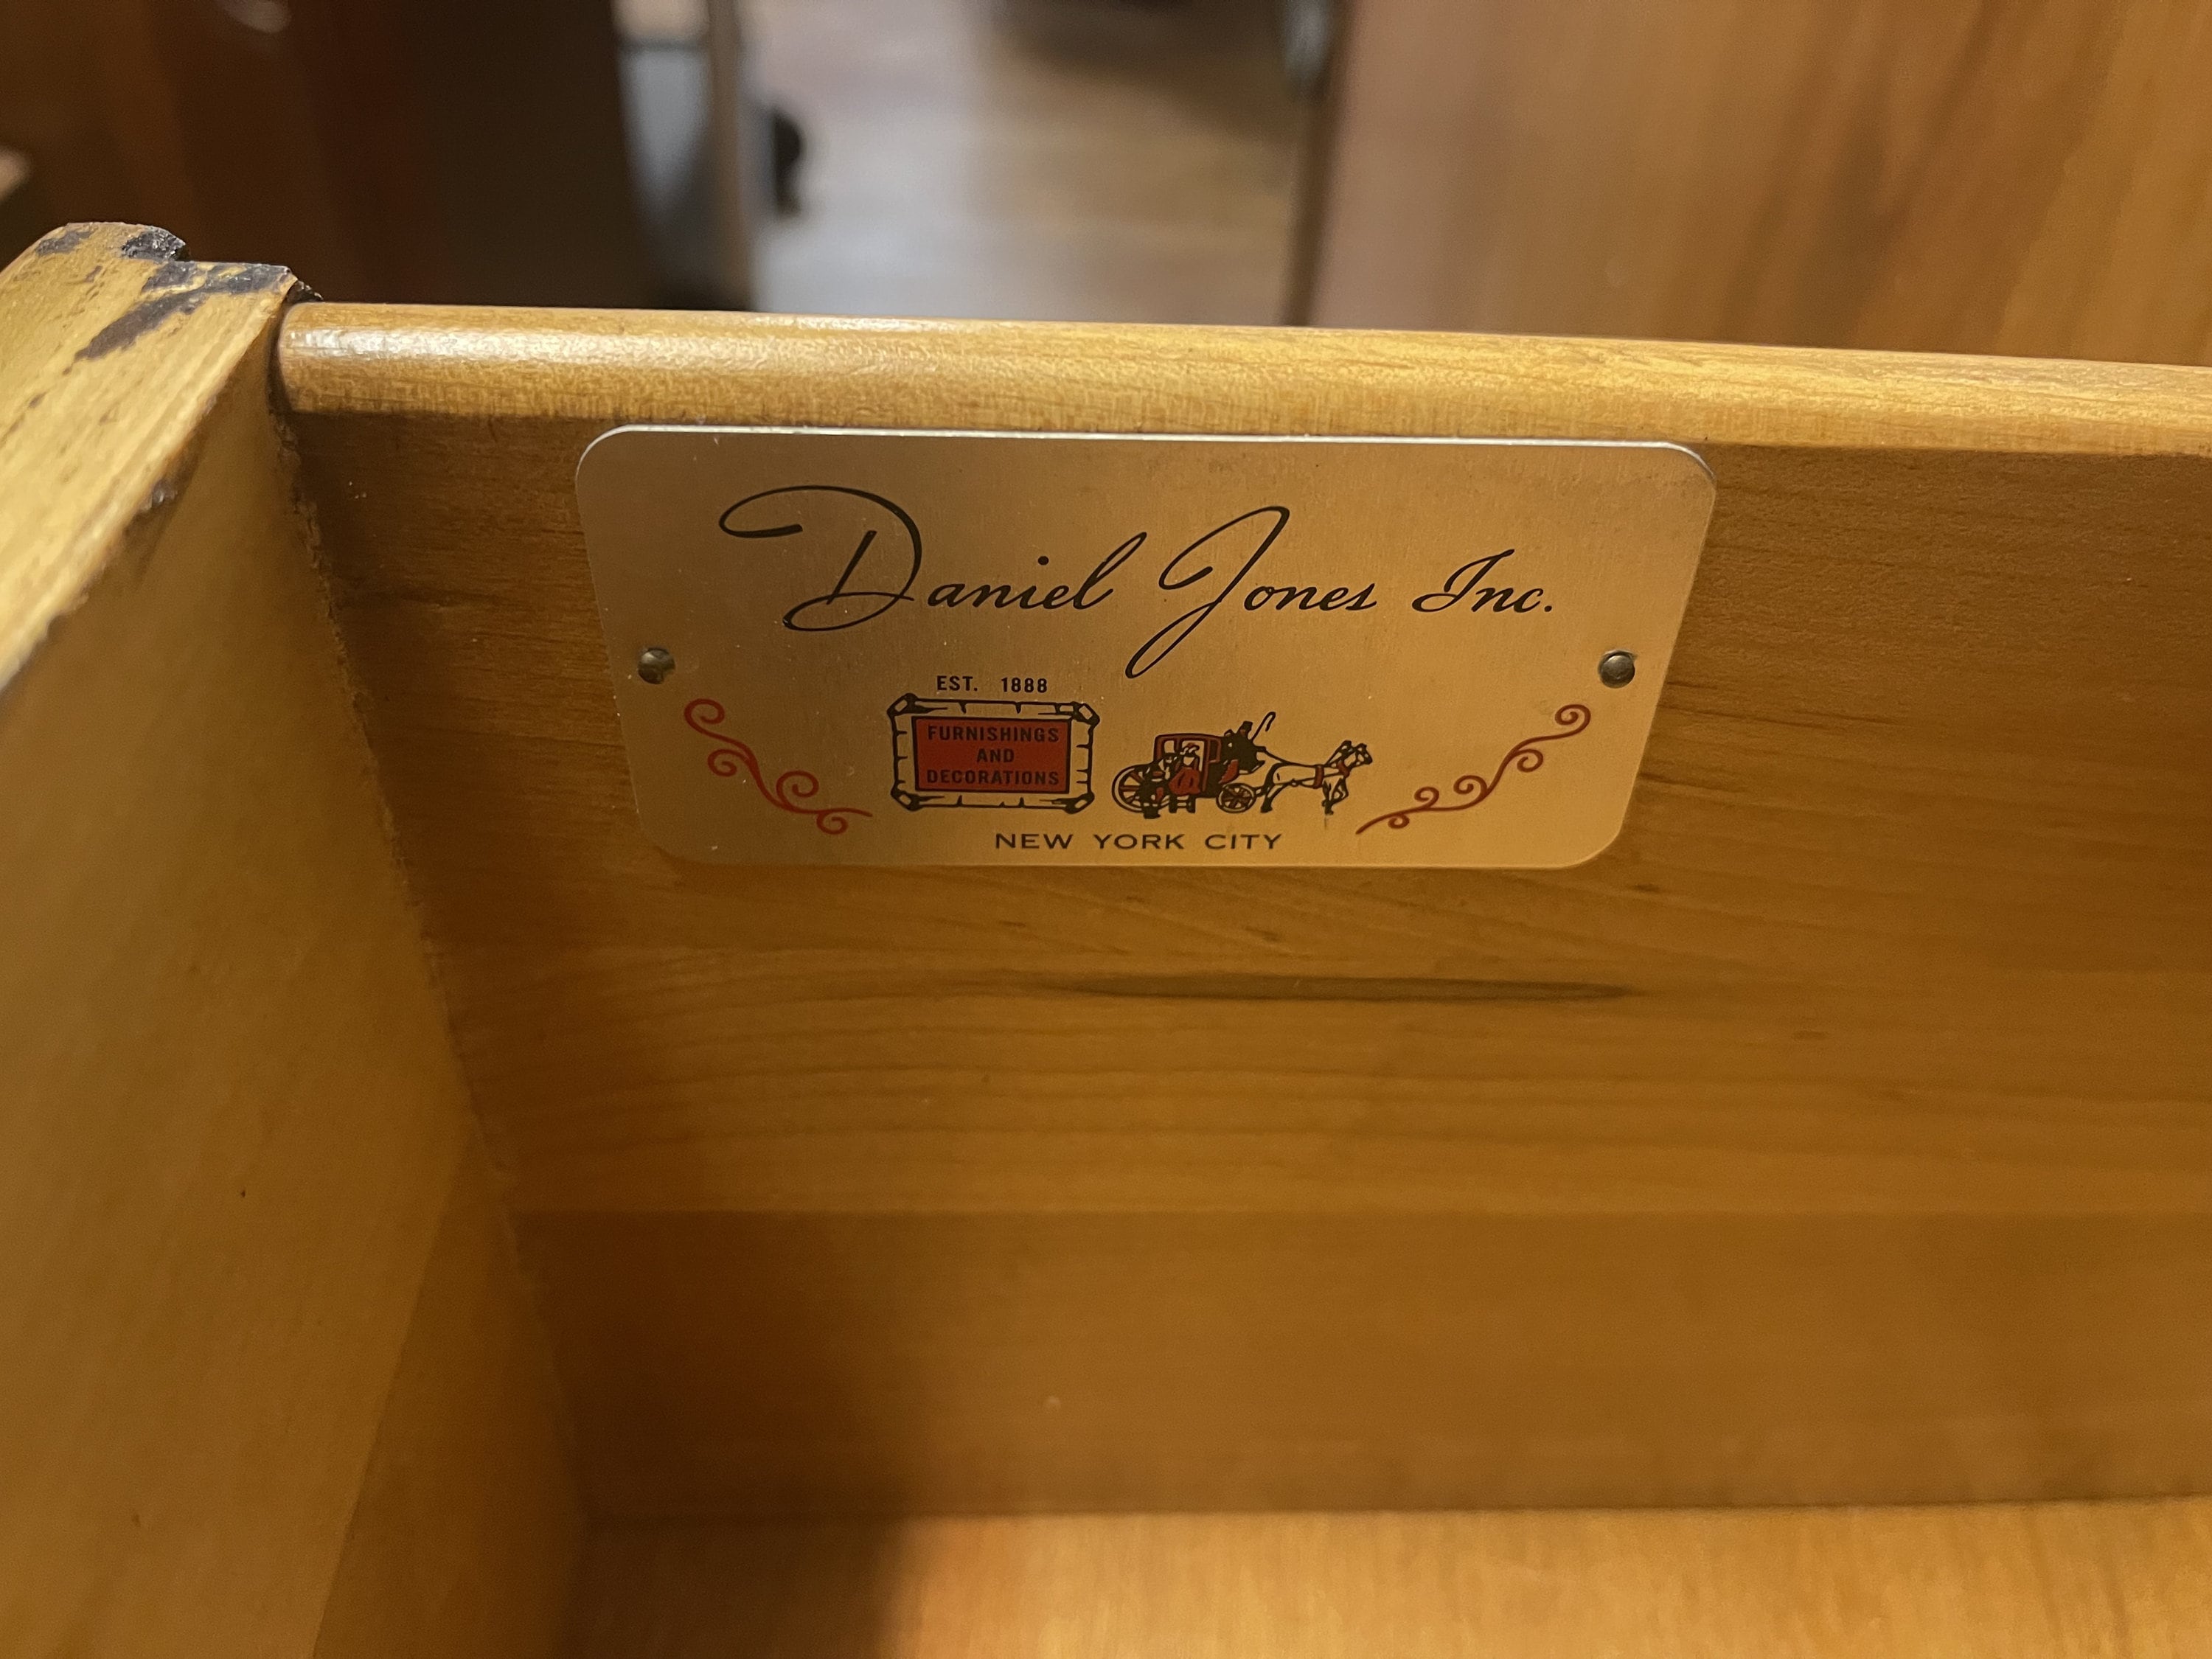 Daniel Jones Inc.
EST. 1888
FURNISHINGS
AND
DECORATIONS
NEW YORK CITY